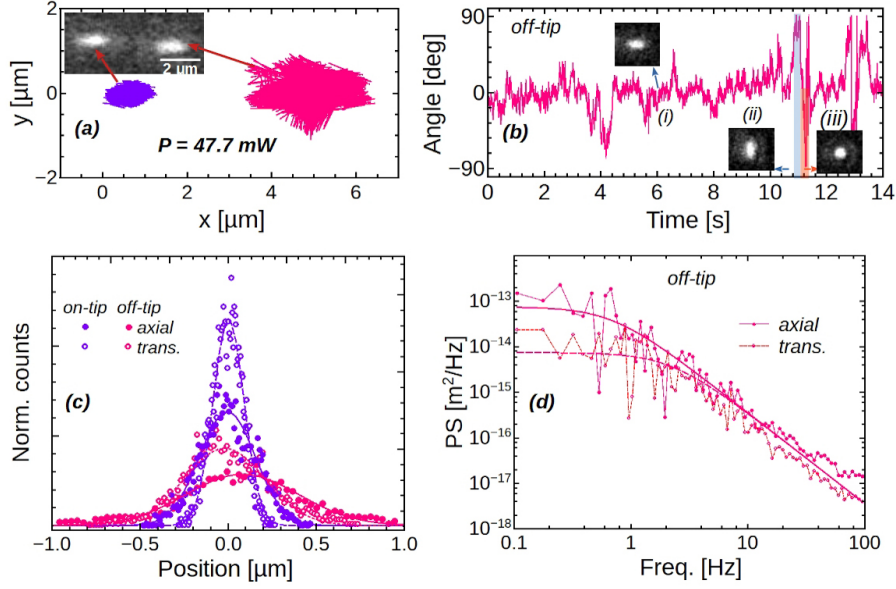 2
1
0
−2
y [µm]
2 µm
(a)
P = 47.7 mW
0
2
4
6
x [µm]
90
0
−90
Angle [deg]
off-tip
(i)
(ii)
(iii)
(b)
0
2
4
6
8
10
12
14
Time [s]
Norm. counts
on-tip off-tip
axial
trans.
(c)
−1.0
−0.5
0.0
0.5
1.0
Position [µm]
PS [m²/Hz]
10⁻¹³
10⁻¹⁴
10⁻¹⁵
10⁻¹⁶
10⁻¹⁷
10⁻¹⁸
off-tip
axial
trans.
(d)
0.1
1
10
100
Freq. [Hz]